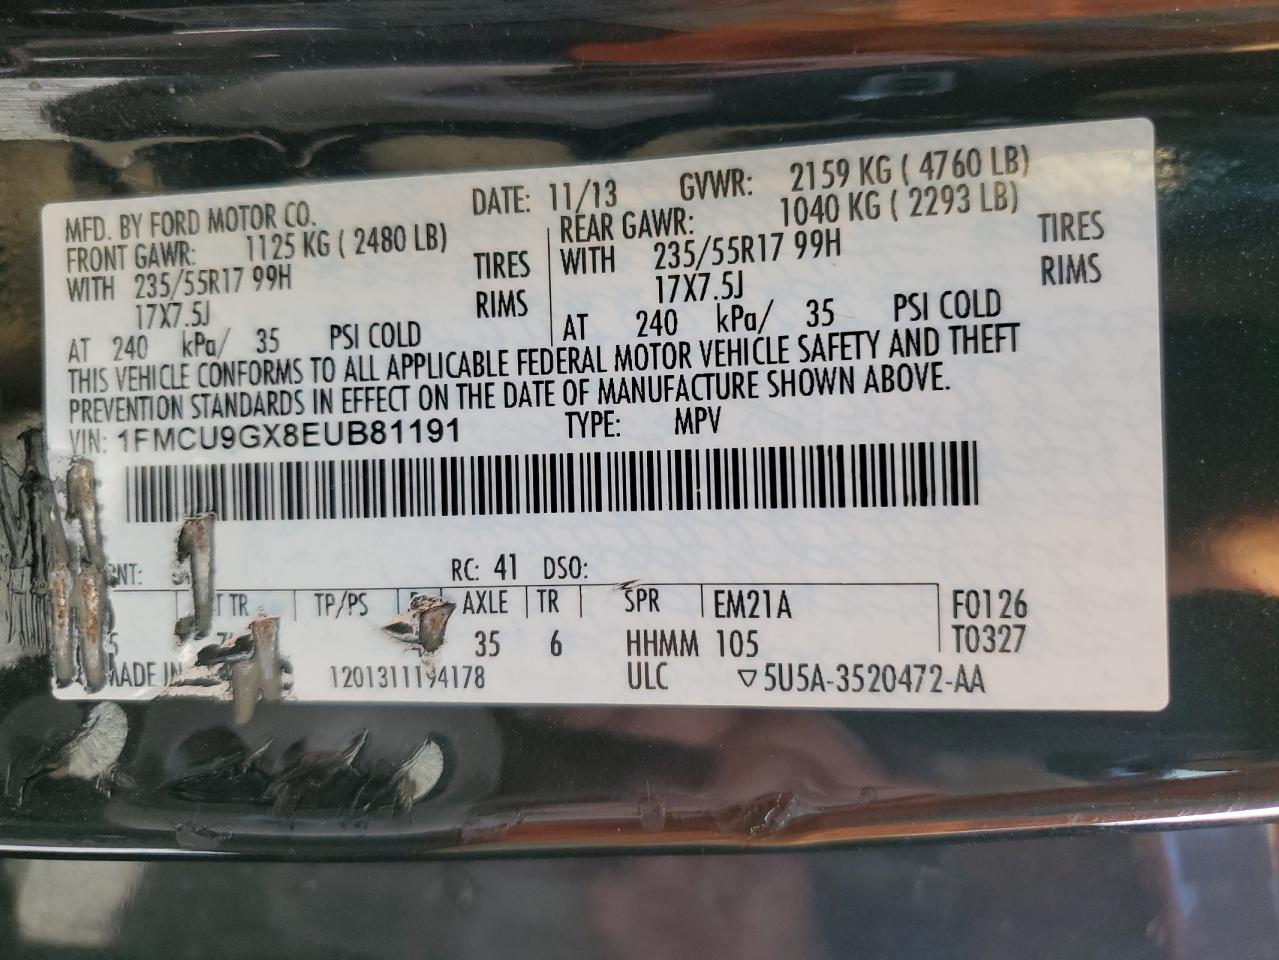 MFD. BY FORD MOTOR CO. DATE: 11/13 GVWR: 2159 KG ( 4760 LB)
FRONT GAWR: 1125 KG ( 2480 LB) REAR GAWR: 1040 KG ( 2293 LB)
WITH 235/55R17 99H TIRES WITH 235/55R17 99H TIRES
17X7.5J RIMS 17X7.5J RIMS
AT 240 kPa/ 35 PSI COLD AT 240 kPa/ 35 PSI COLD
THIS VEHICLE CONFORMS TO ALL APPLICABLE FEDERAL MOTOR VEHICLE SAFETY AND THEFT
PREVENTION STANDARDS IN EFFECT ON THE DATE OF MANUFACTURE SHOWN ABOVE.
VIN: 1FMCU9GX8EUB81191 TYPE: MPV
RC: 41 DSO:
TR TP/PS AXLE TR SPR EM21A F0126
35 6 HHMM 105 T0327
MADE IN 1201311194178 ULC ▽5U5A-3520472-AA